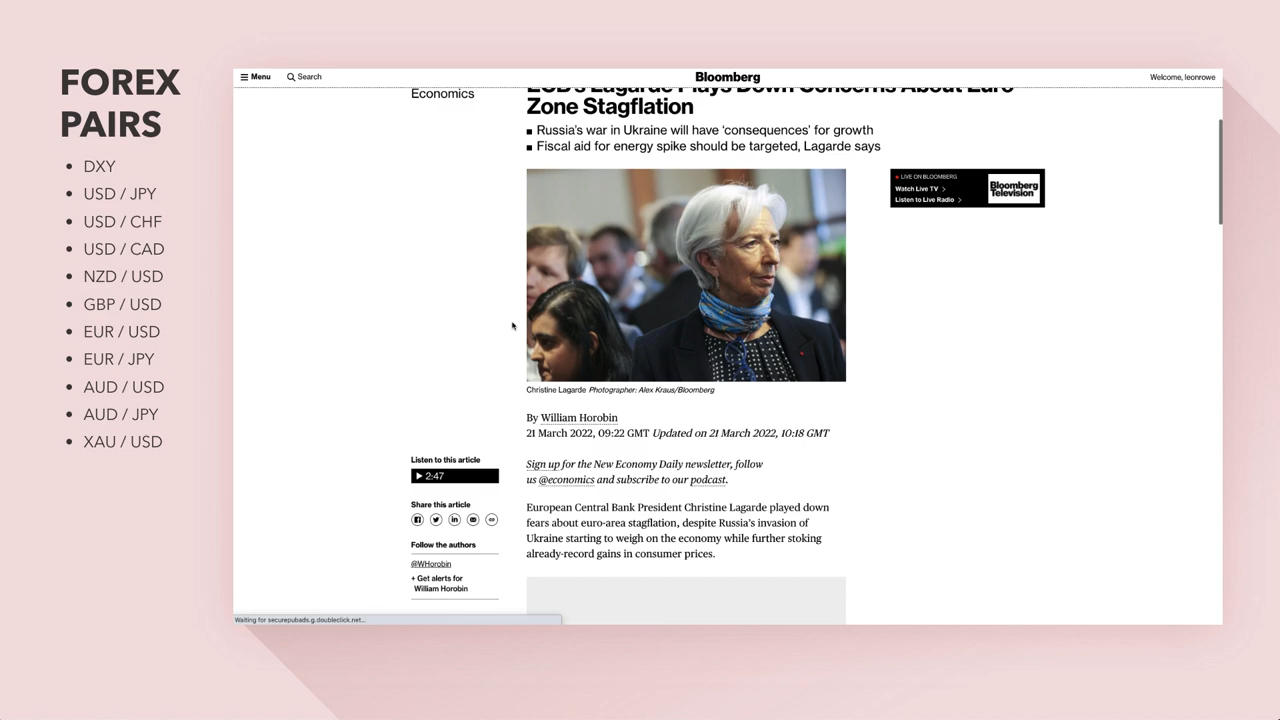 FOREX
PAIRS
• DXY
• USD / JPY
• USD / CHF
• USD / CAD
• NZD / USD
• GBP / USD
• EUR / USD
• EUR / JPY
• AUD / USD
• AUD / JPY
• XAU / USD
Menu
Search
Bloomberg
Welcome, leonrowe
Economics
ECB's Lagarde Plays Down Concerns About Euro
Zone Stagflation
Russia's war in Ukraine will have ‘consequences’ for growth
Fiscal aid for energy spike should be targeted, Lagarde says
LIVE ON BLOOMBERG
Watch Live TV >
Listen to Live Radio >
Bloomberg
Television
Christine Lagarde Photographer: Alex Kraus/Bloomberg
By William Horobin
21 March 2022, 09:22 GMT Updated on 21 March 2022, 10:18 GMT
Listen to this article
2:47
Share this article
Follow the authors
@WHorobin
+ Get alerts for
William Horobin
Sign up for the New Economy Daily newsletter, follow
us @economics and subscribe to our podcast.
European Central Bank President Christine Lagarde played down
fears about euro-area stagflation, despite Russia's invasion of
Ukraine starting to weigh on the economy while further stoking
already-record gains in consumer prices.
Waiting for securepubads.g.doubleclick.net...